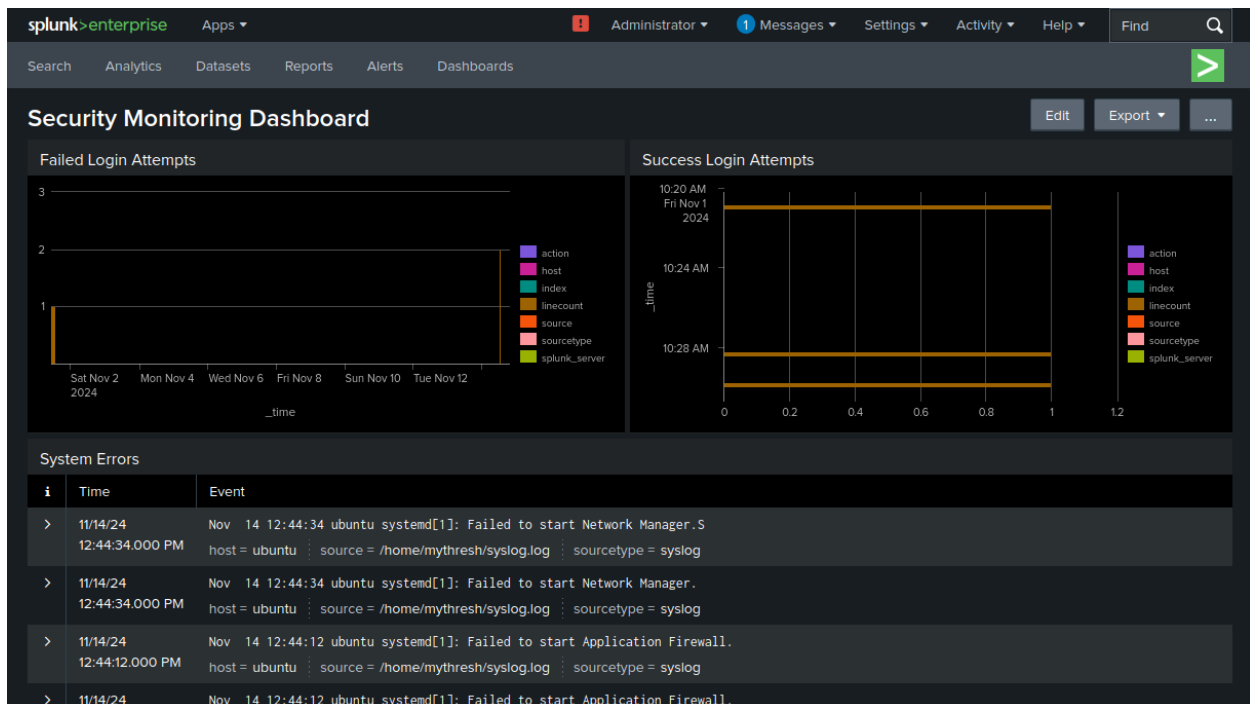 splunk>enterprise Apps ▾ ! Administrator ▾ 1 Messages ▾ Settings ▾ Activity ▾ Help ▾ Find
Search Analytics Datasets Reports Alerts Dashboards >
Security Monitoring Dashboard Edit Export ▾ ...
Failed Login Attempts
3
2
1
Sat Nov 2 Mon Nov 4 Wed Nov 6 Fri Nov 8 Sun Nov 10 Tue Nov 12
2024
_time
action
host
index
linecount
source
sourcetype
splunk_server
Success Login Attempts
10:20 AM
Fri Nov 1
2024
10:24 AM
10:28 AM
_time
0 0.2 0.4 0.6 0.8 1 1.2
action
host
index
linecount
source
sourcetype
splunk_server
System Errors
i Time Event
> 11/14/24 Nov  14 12:44:34 ubuntu systemd[1]: Failed to start Network Manager.S
12:44:34.000 PM host = ubuntu source = /home/mythresh/syslog.log sourcetype = syslog
> 11/14/24 Nov  14 12:44:34 ubuntu systemd[1]: Failed to start Network Manager.
12:44:34.000 PM host = ubuntu source = /home/mythresh/syslog.log sourcetype = syslog
> 11/14/24 Nov  14 12:44:12 ubuntu systemd[1]: Failed to start Application Firewall.
12:44:12.000 PM host = ubuntu source = /home/mythresh/syslog.log sourcetype = syslog
> 11/14/24 Nov  14 12:44:12 ubuntu systemd[1]: Failed to start Application Firewall.